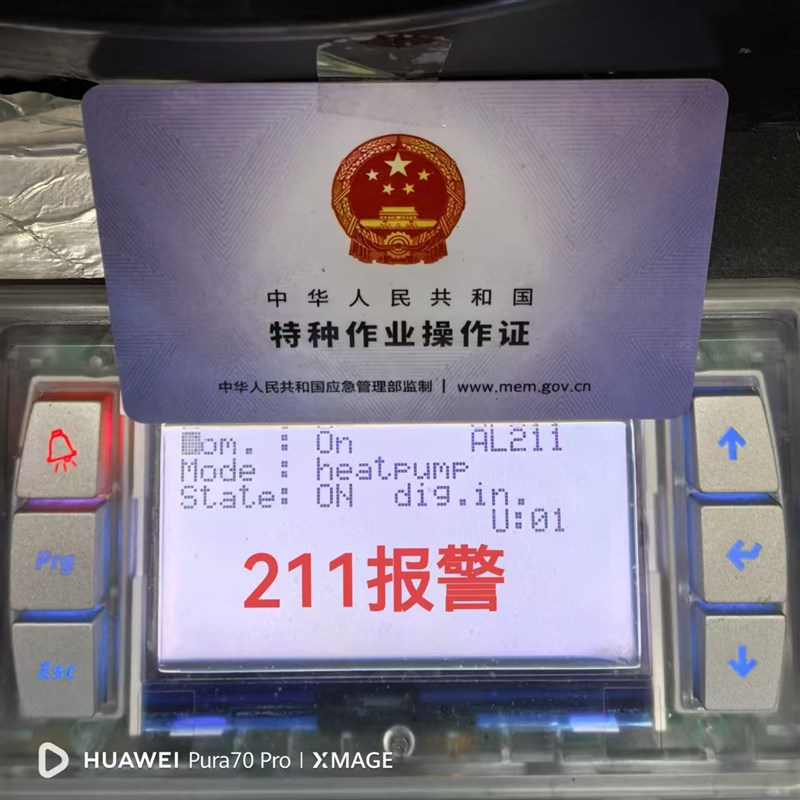 中华人民共和国
特种作业操作证
中华人民共和国应急管理部监制 | www.mem.gov.cn
Com. : On AL211
Mode : heatpump
State: ON dig.in.
U:01
Prg
Esc
211报警
HUAWEI Pura70 Pro | XMAGE